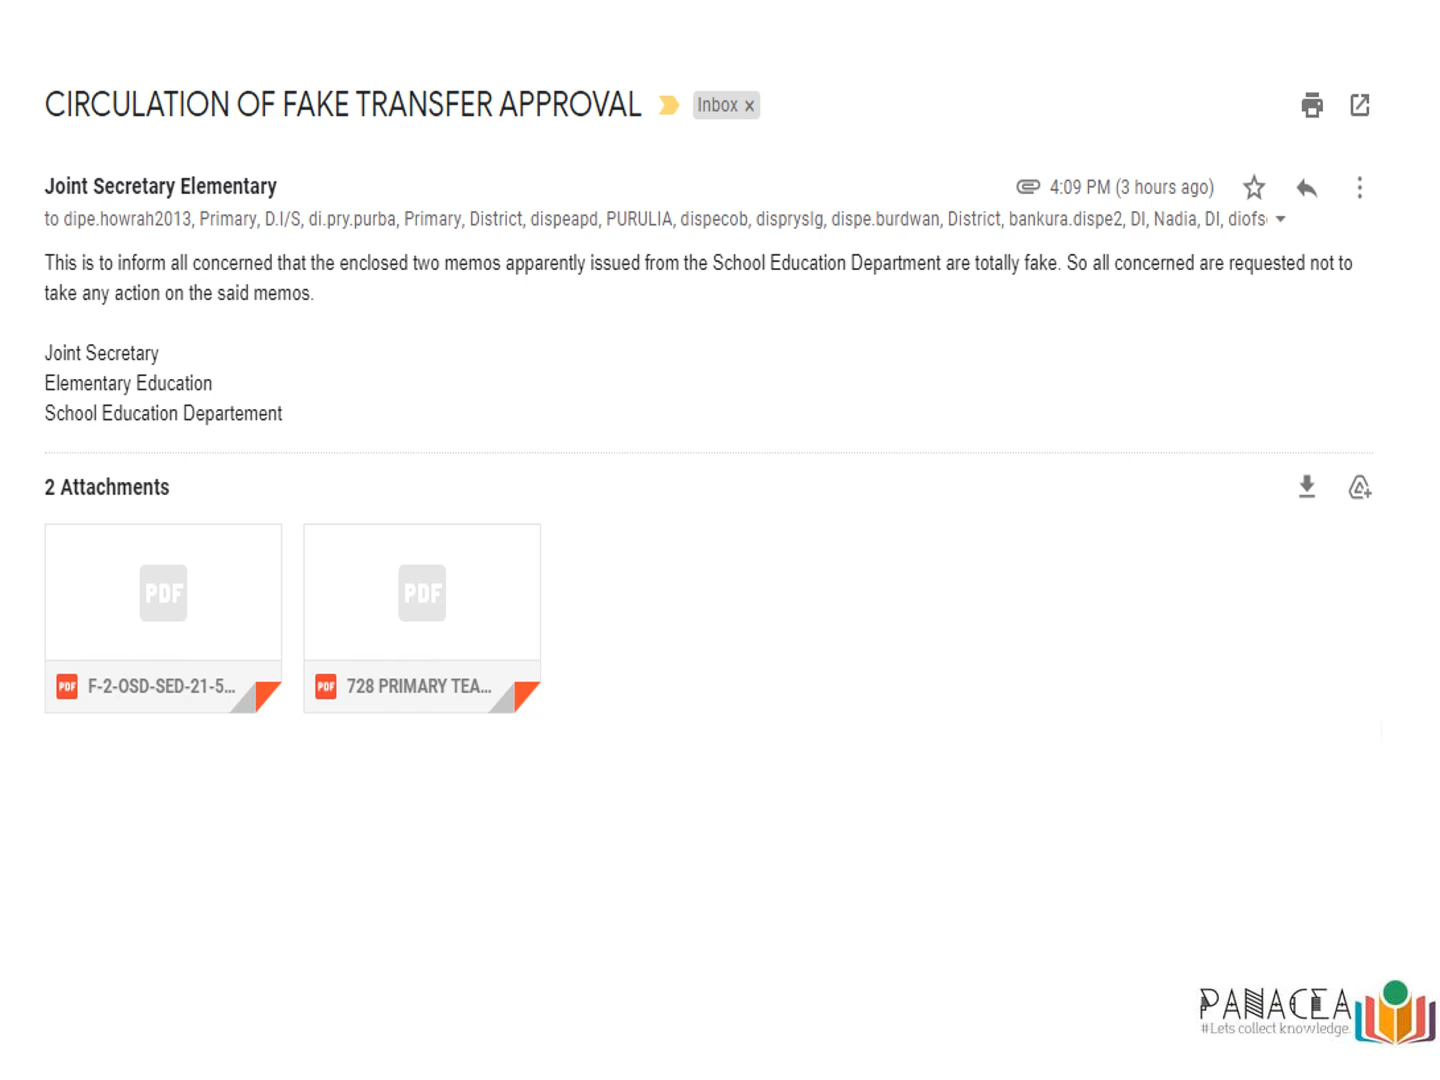 CIRCULATION OF FAKE TRANSFER APPROVAL Inbox x
Joint Secretary Elementary 4:09 PM (3 hours ago)
to dipe.howrah2013, Primary, D.I/S, di.pry.purba, Primary, District, dispeapd, PURULIA, dispecob, dispryslg, dispe.burdwan, District, bankura.dispe2, DI, Nadia, DI, diofs
This is to inform all concerned that the enclosed two memos apparently issued from the School Education Department are totally fake. So all concerned are requested not to
take any action on the said memos.
Joint Secretary
Elementary Education
School Education Departement
2 Attachments
PDF PDF
PDF F-2-OSD-SED-21-5... PDF 728 PRIMARY TEA...
PANACEA
#Lets collect knowledge.